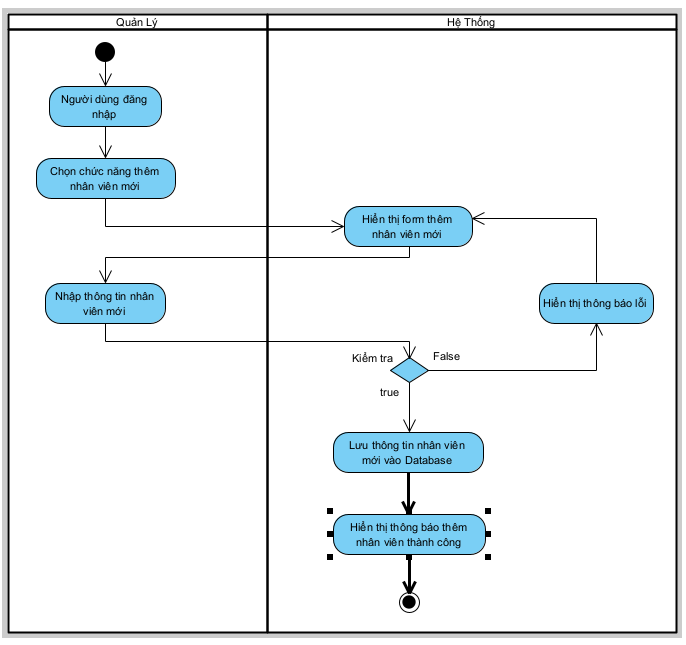 Quản Lý
Hệ Thống
Người dùng đăng
nhập
Chọn chức năng thêm
nhân viên mới
Hiển thị form thêm
nhân viên mới
Nhập thông tin nhân
viên mới
Hiển thị thông báo lỗi
Kiểm tra
False
true
Lưu thông tin nhân viên
mới vào Database
Hiển thị thông báo thêm
nhân viên thành công